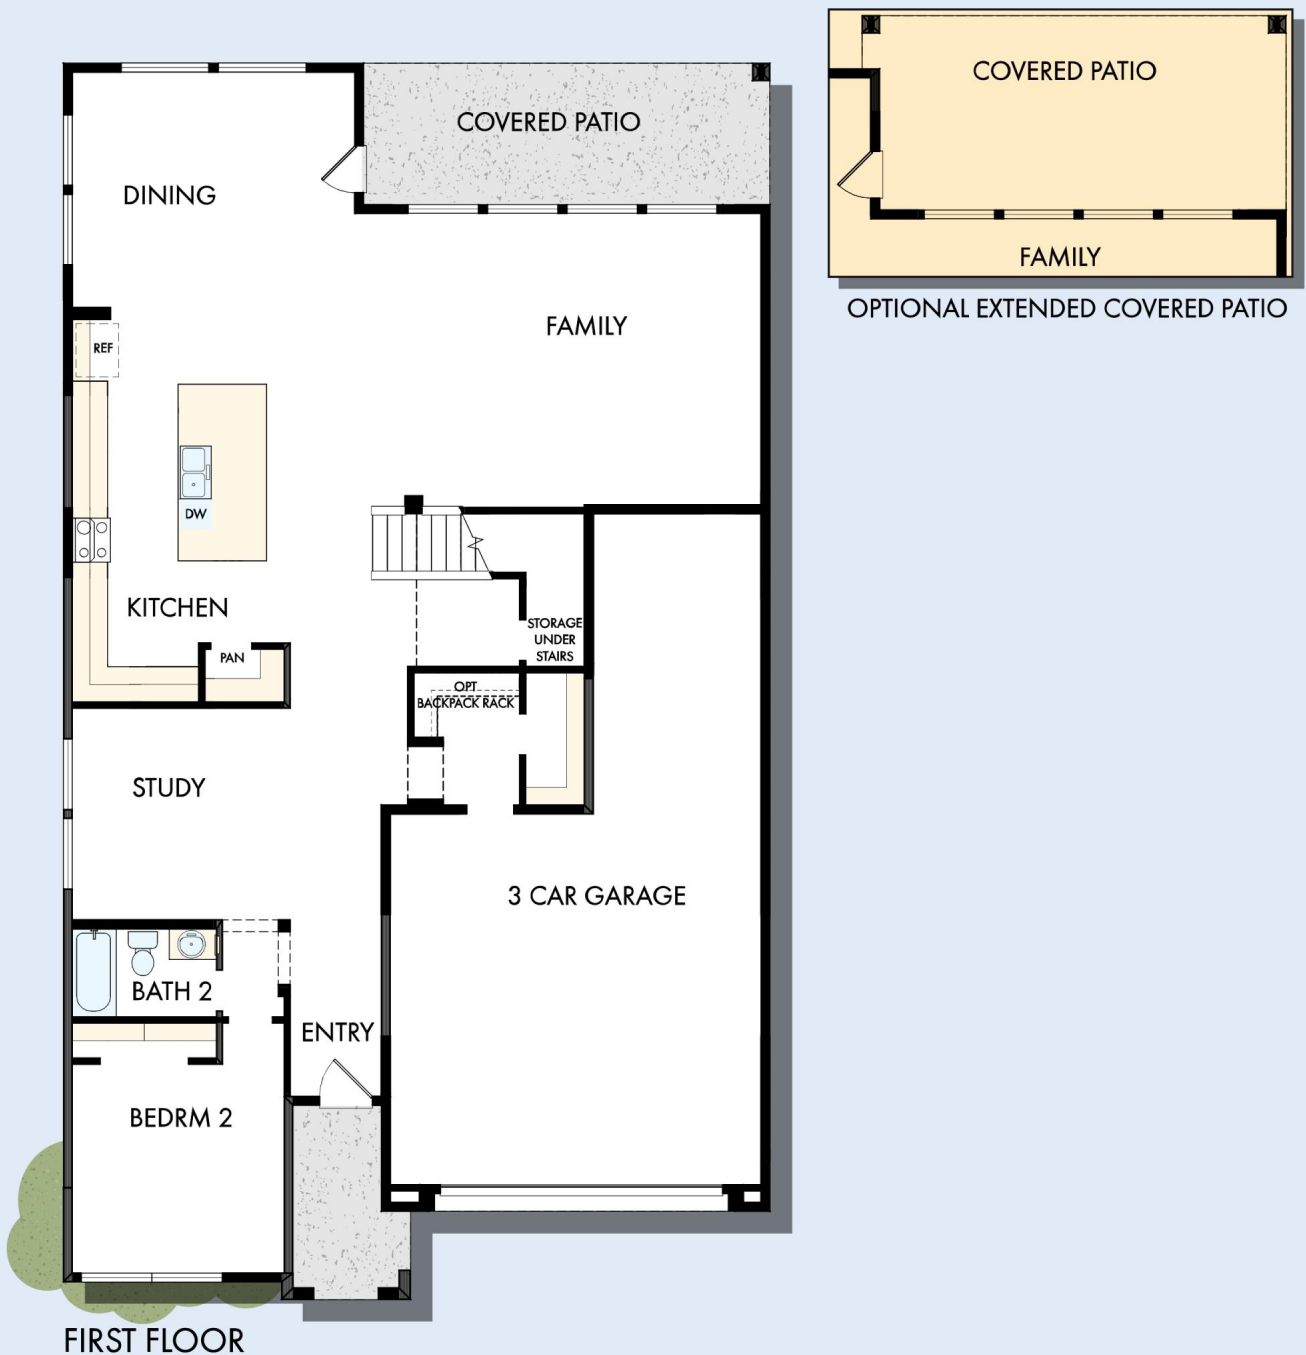 COVERED PATIO
COVERED PATIO
DINING
FAMILY
OPTIONAL EXTENDED COVERED PATIO
FAMILY
REF
DW
KITCHEN
STORAGE
UNDER
STAIRS
PAN
OPT
BACKPACK RACK
STUDY
3 CAR GARAGE
BATH 2
ENTRY
BEDRM 2
FIRST FLOOR